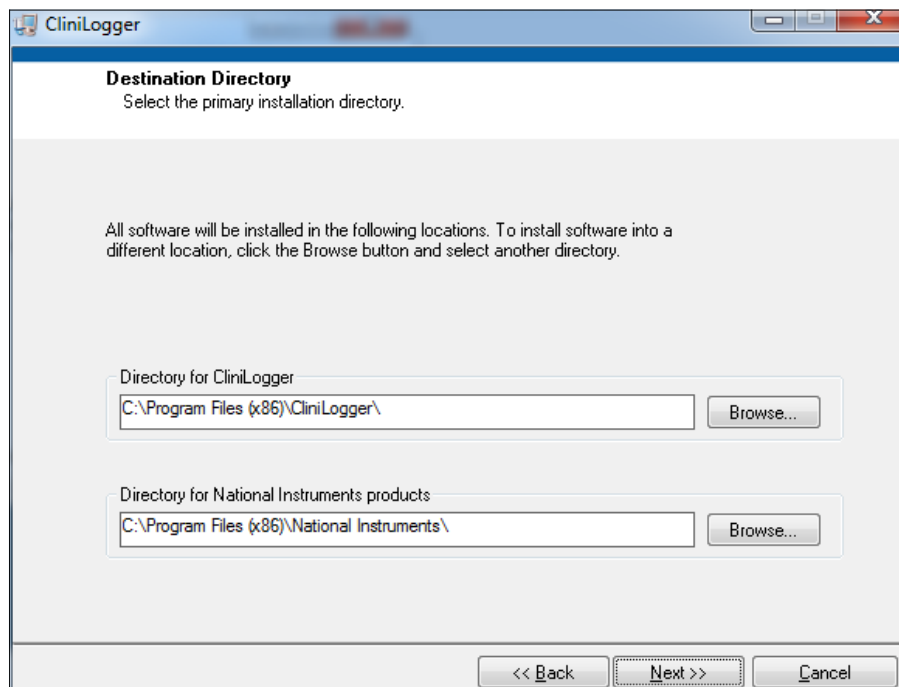 CliniLogger
Destination Directory
Select the primary installation directory.
All software will be installed in the following locations. To install software into a
different location, click the Browse button and select another directory.
Directory for CliniLogger
C:\Program Files (x86)\CliniLogger\
Browse...
Directory for National Instruments products
C:\Program Files (x86)\National Instruments\
Browse...
<< Back
Next >>
Cancel